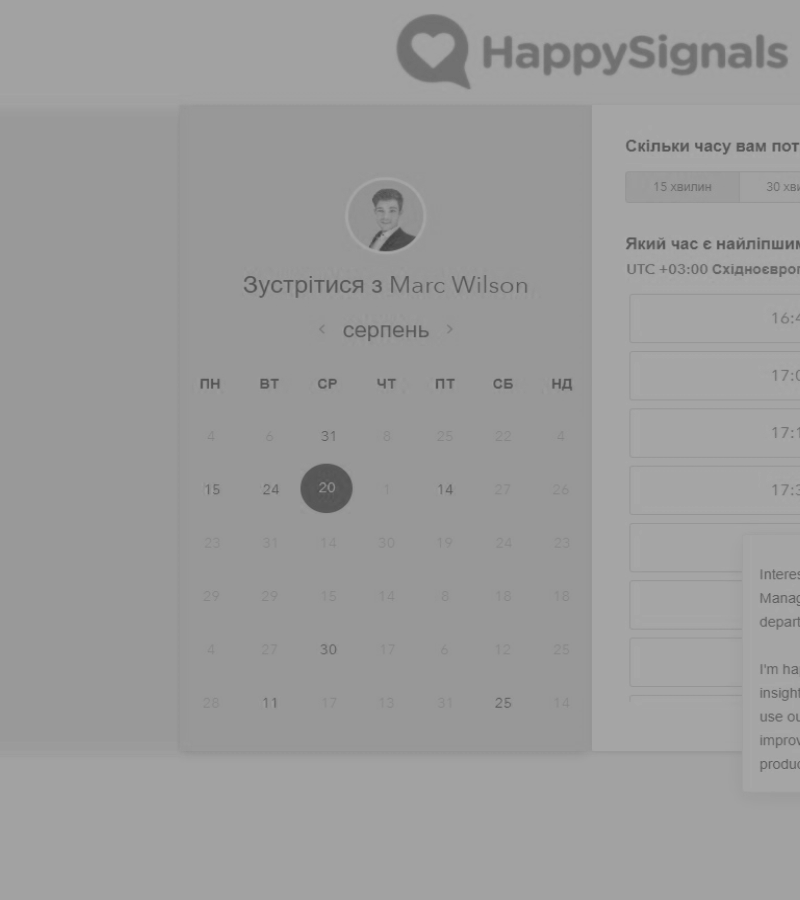 HappySignals
Зустрітися з Marc Wilson
серпень
ПН ВТ СР ЧТ ПТ СБ НД
4 6 31 8 25 22 4
15 24 20 1 14 27 26
23 31 14 30 19 24 23
29 29 15 14 8 18 18
4 27 30 17 6 12 25
28 11 17 13 31 25 14
Скільки часу вам пот
15 хвилин 30 хви
Який час є найліпшим
UTC +03:00 Східноєвроп
16:4
17:0
17:1
17:3
Interes
Manag
depart
I'm ha
insight
use ou
improv
produc